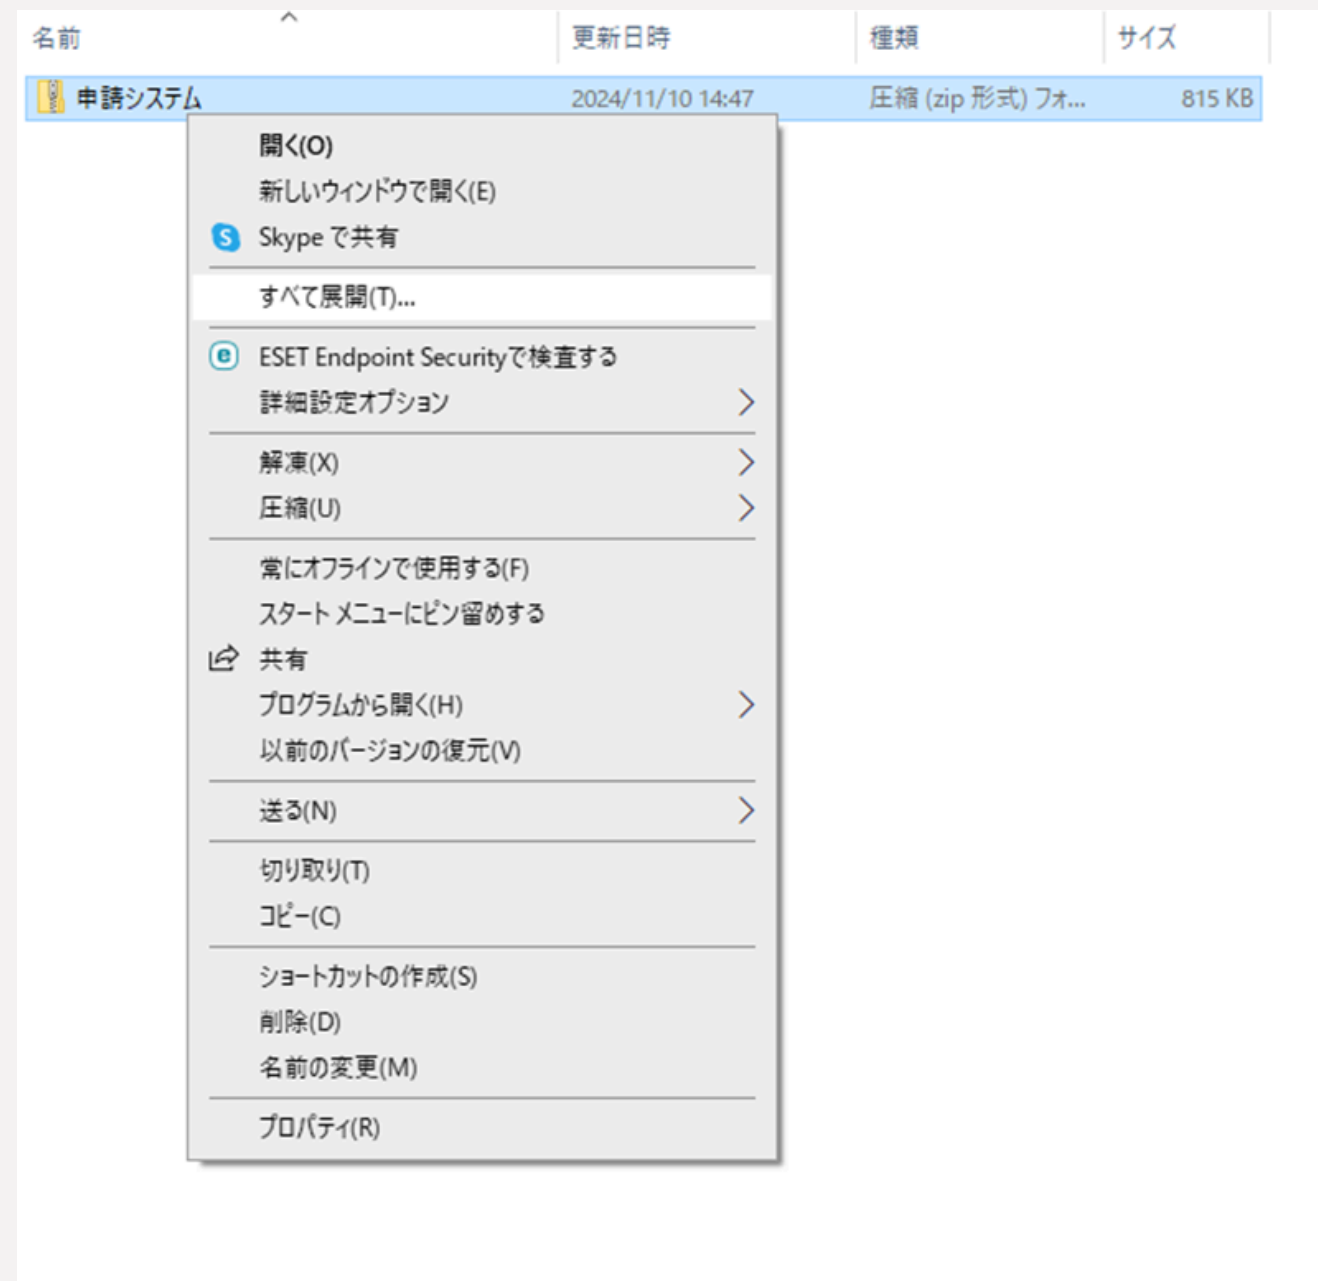 名前 更新日時 種類 サイズ
申請システム 2024/11/10 14:47 圧縮 (zip 形式) フォ... 815 KB
開く(O)
新しいウィンドウで開く(E)
Skype で共有
すべて展開(T)...
ESET Endpoint Securityで検査する
詳細設定オプション
解凍(X)
圧縮(U)
常にオフラインで使用する(F)
スタート メニューにピン留めする
共有
プログラムから開く(H)
以前のバージョンの復元(V)
送る(N)
切り取り(T)
コピー(C)
ショートカットの作成(S)
削除(D)
名前の変更(M)
プロパティ(R)